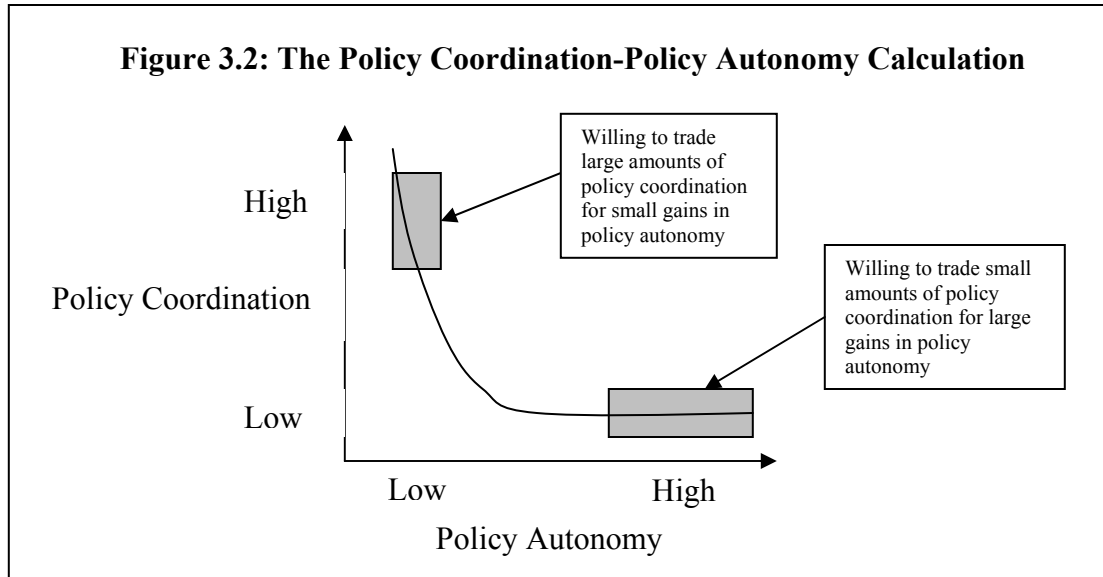 Figure 3.2: The Policy Coordination-Policy Autonomy Calculation
Willing to trade
large amounts of
policy coordination
for small gains in
policy autonomy
High
Willing to trade small
amounts of policy
coordination for large
gains in policy
autonomy
Policy Coordination
Low
Low
High
Policy Autonomy